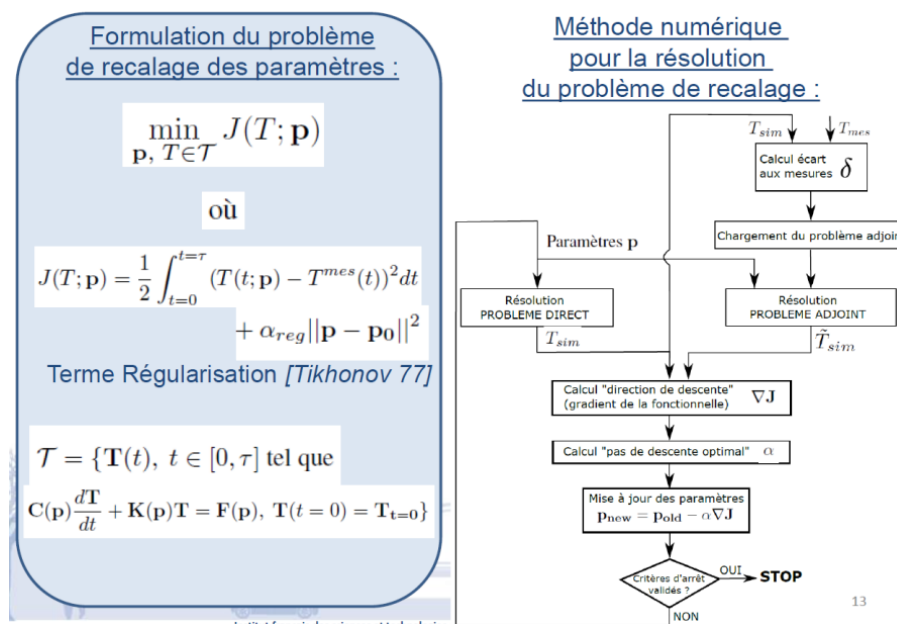 Formulation du problème
de recalage des paramètres :
min J(T; p)
p, T∈𝒯
où
J(T; p) = 1/2 ∫_{t=0}^{t=τ} (T(t; p) − T^{mes}(t))² dt
+ α_{reg}||p − p₀||²
Terme Régularisation [Tikhonov 77]
𝒯 = {T(t), t ∈ [0, τ] tel que
C(p) dT/dt + K(p)T = F(p), T(t = 0) = T_{t=0}}
Méthode numérique
pour la résolution
du problème de recalage :
T_{sim} T_{mes}
Calcul écart
aux mesures δ
Chargement du problème adjoint
Paramètres p
Résolution
PROBLEME DIRECT
Résolution
PROBLEME ADJOINT
T_{sim}
T̃_{sim}
Calcul "direction de descente"
(gradient de la fonctionnelle) ∇J
Calcul "pas de descente optimal" α
Mise à jour des paramètres
p_{new} = p_{old} − α∇J
Critères d'arrêt
validés ?
OUI
STOP
NON
13